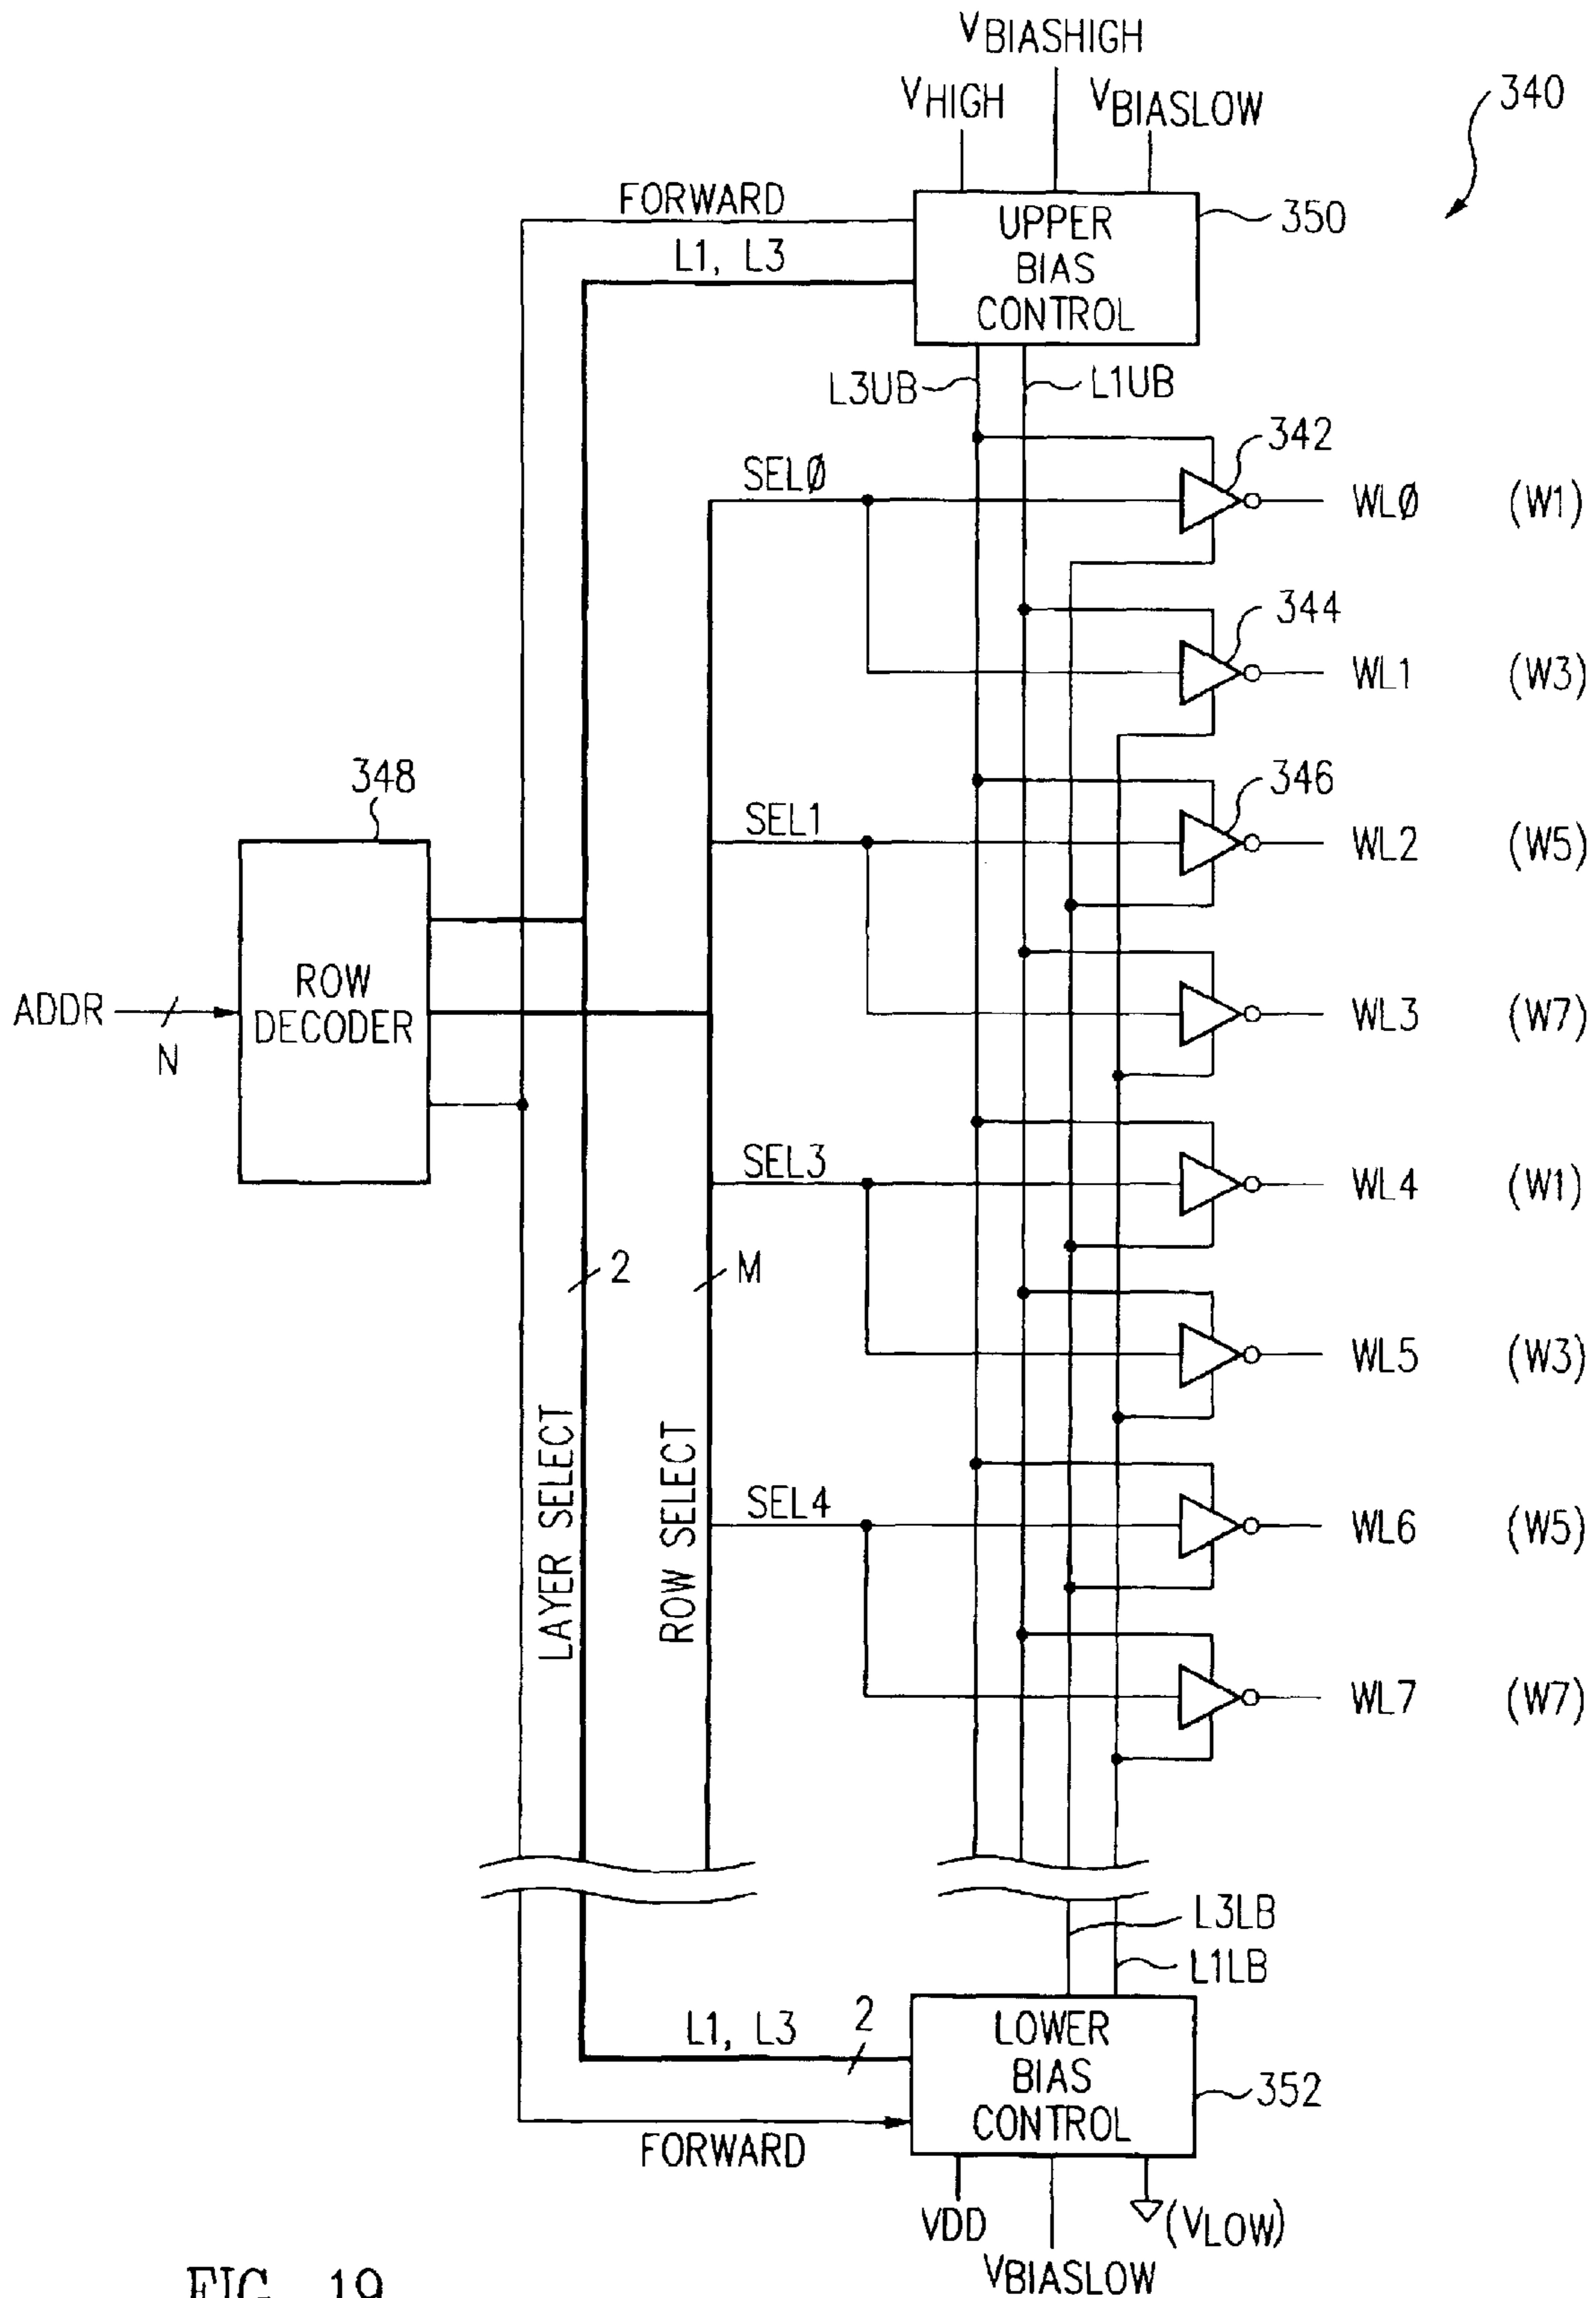 VBIASHIGH
VHIGH
VBIASLOW
340
FORWARD
L1, L3
UPPER
BIAS
CONTROL
350
L3UB
L1UB
342
SELØ
WLØ (W1)
344
WL1 (W3)
348
346
SEL1
WL2 (W5)
ROW
DECODER
ADDR
N
WL3 (W7)
SEL3
WL4 (W1)
2
M
WL5 (W3)
LAYER SELECT
ROW SELECT
SEL4
WL6 (W5)
WL7 (W7)
L3LB
L1LB
L1, L3
2
LOWER
BIAS
CONTROL
352
FORWARD
VDD
(VLOW)
VBIASLOW
FIG. 19